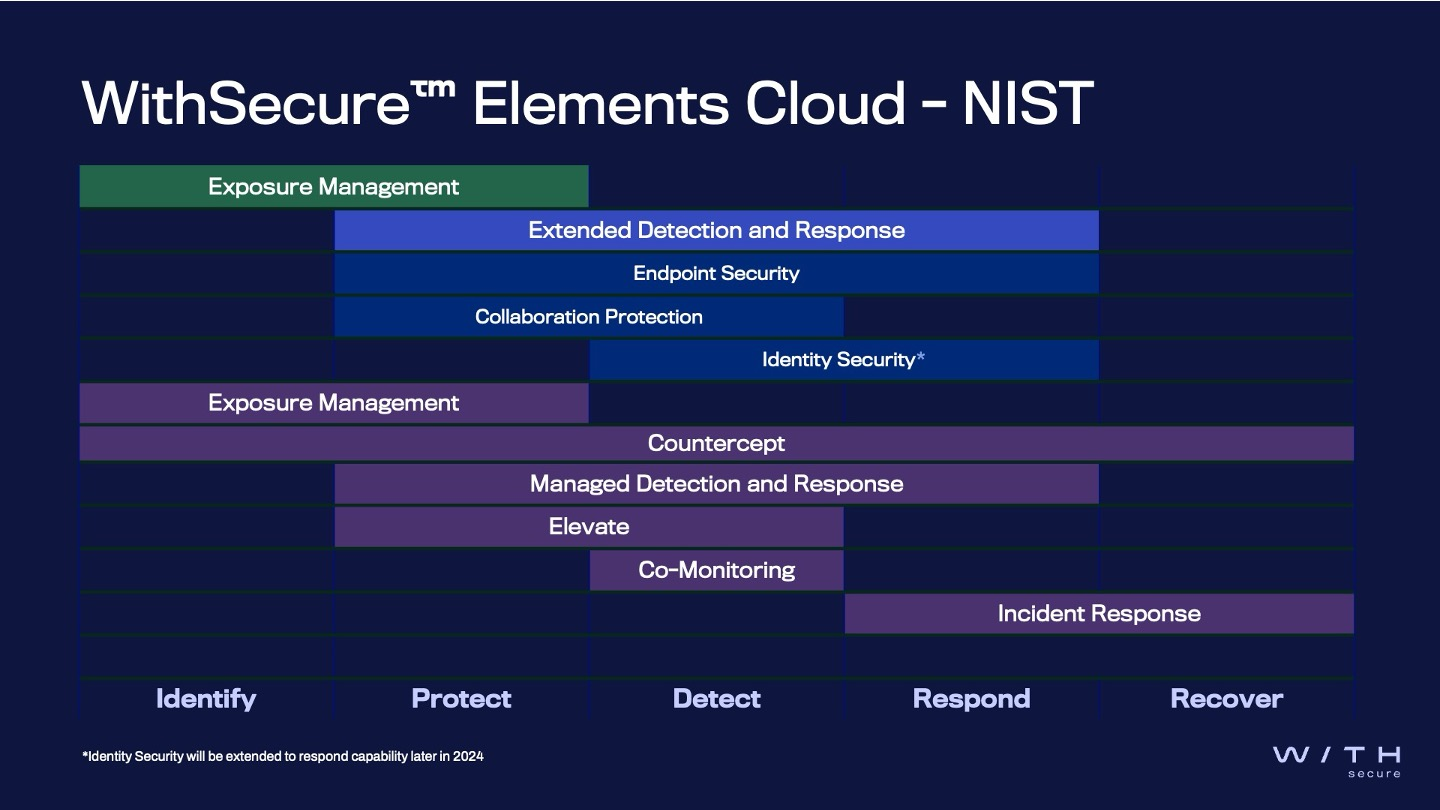 WithSecure™ Elements Cloud – NIST
Exposure Management
Extended Detection and Response
Endpoint Security
Collaboration Protection
Identity Security*
Exposure Management
Countercept
Managed Detection and Response
Elevate
Co-Monitoring
Incident Response
Identify Protect Detect Respond Recover
*Identity Security will be extended to respond capability later in 2024
W / T H
secure